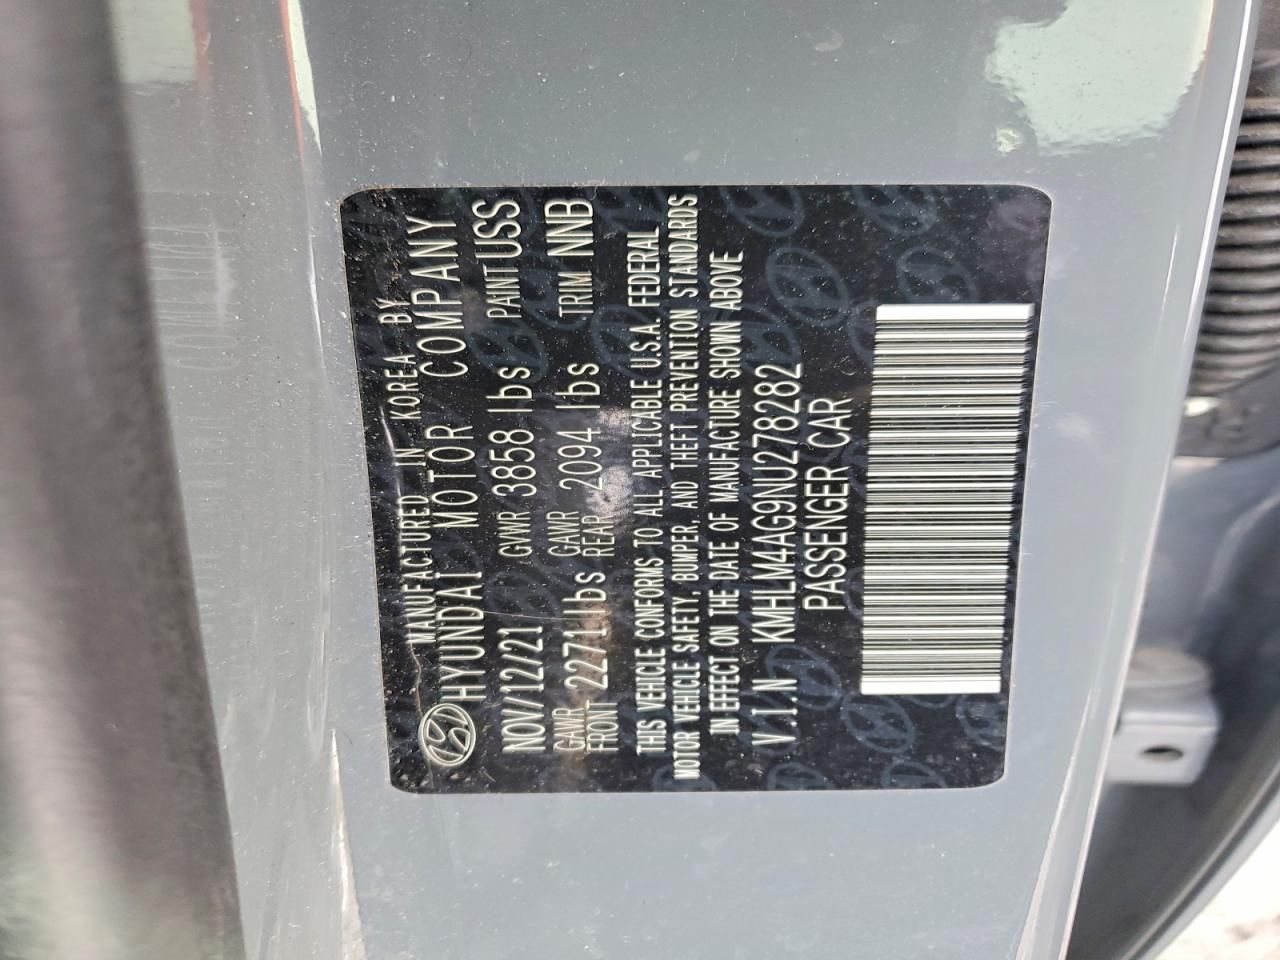 MANUFACTURED IN KOREA BY
HYUNDAI MOTOR COMPANY
NOV/12/21 GVWR 3858 lbs PAINT USS
GAWR FRONT 2271 lbs GAWR REAR 2094 lbs TRIM NNB
THIS VEHICLE CONFORMS TO ALL APPLICABLE U.S.A. FEDERAL
MOTOR VEHICLE SAFETY, BUMPER, AND THEFT PREVENTION STANDARDS
IN EFFECT ON THE DATE OF MANUFACTURE SHOWN ABOVE
V.I.N KMHLM4AG9NU278282
PASSENGER CAR